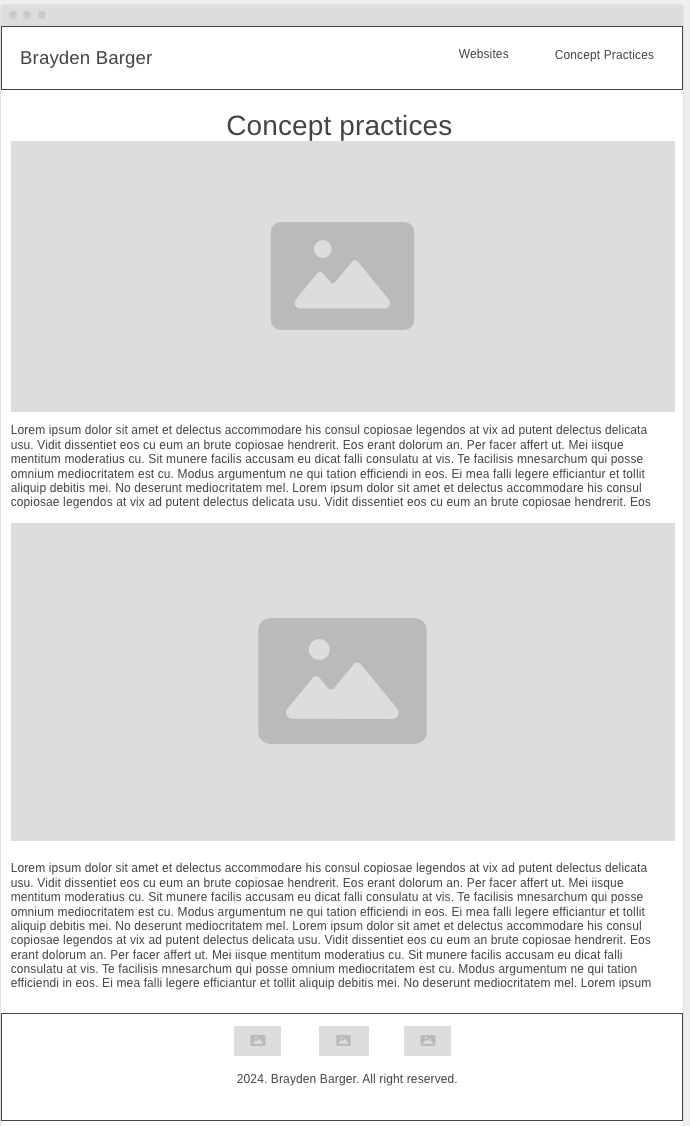 Brayden Barger
Websites
Concept Practices
Concept practices
Lorem ipsum dolor sit amet et delectus accommodare his consul copiosae legendos at vix ad putent delectus delicata
usu. Vidit dissentiet eos cu eum an brute copiosae hendrerit. Eos erant dolorum an. Per facer affert ut. Mei iisque
mentitum moderatius cu. Sit munere facilis accusam eu dicat falli consulatu at vis. Te facilisis mnesarchum qui posse
omnium mediocritatem est cu. Modus argumentum ne qui tation efficiendi in eos. Ei mea falli legere efficiantur et tollit
aliquip debitis mei. No deserunt mediocritatem mel. Lorem ipsum dolor sit amet et delectus accommodare his consul
copiosae legendos at vix ad putent delectus delicata usu. Vidit dissentiet eos cu eum an brute copiosae hendrerit. Eos
Lorem ipsum dolor sit amet et delectus accommodare his consul copiosae legendos at vix ad putent delectus delicata
usu. Vidit dissentiet eos cu eum an brute copiosae hendrerit. Eos erant dolorum an. Per facer affert ut. Mei iisque
mentitum moderatius cu. Sit munere facilis accusam eu dicat falli consulatu at vis. Te facilisis mnesarchum qui posse
omnium mediocritatem est cu. Modus argumentum ne qui tation efficiendi in eos. Ei mea falli legere efficiantur et tollit
aliquip debitis mei. No deserunt mediocritatem mel. Lorem ipsum dolor sit amet et delectus accommodare his consul
copiosae legendos at vix ad putent delectus delicata usu. Vidit dissentiet eos cu eum an brute copiosae hendrerit. Eos
erant dolorum an. Per facer affert ut. Mei iisque mentitum moderatius cu. Sit munere facilis accusam eu dicat falli
consulatu at vis. Te facilisis mnesarchum qui posse omnium mediocritatem est cu. Modus argumentum ne qui tation
efficiendi in eos. Ei mea falli legere efficiantur et tollit aliquip debitis mei. No deserunt mediocritatem mel. Lorem ipsum
2024. Brayden Barger. All right reserved.